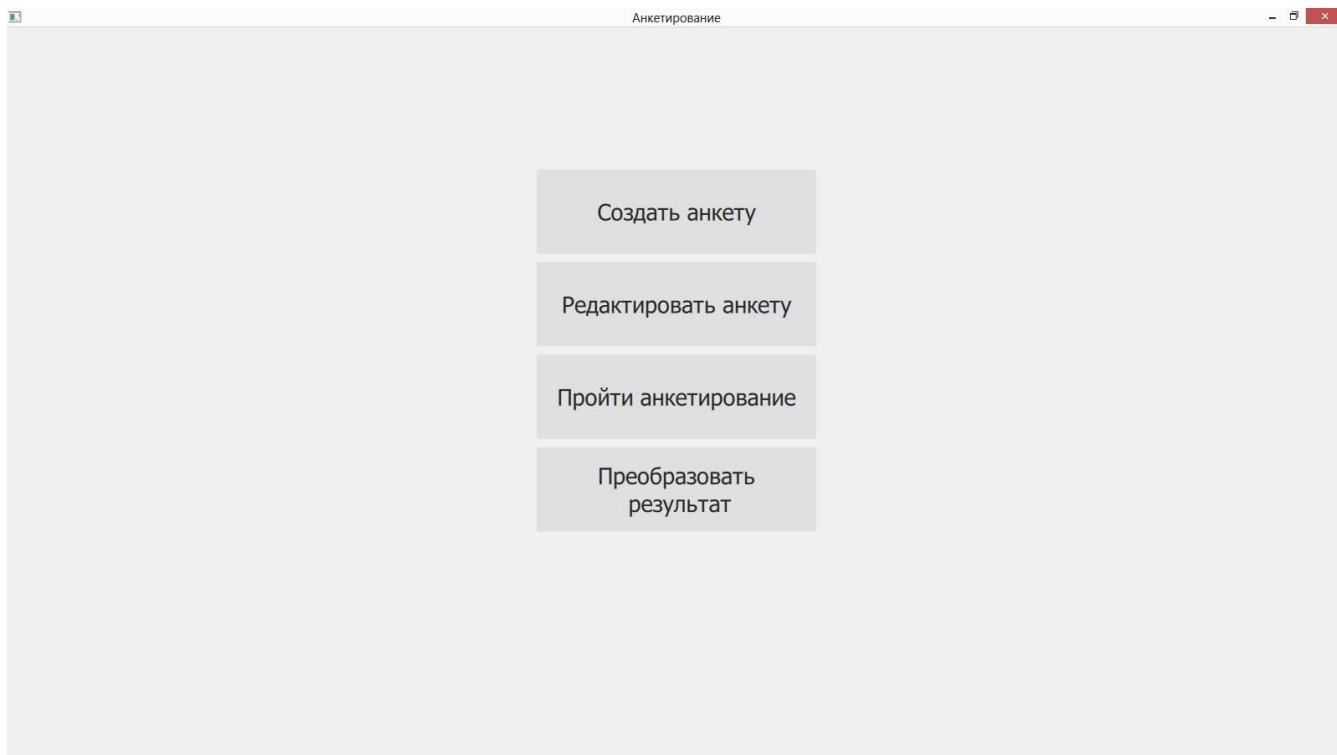 Анкетирование
Создать анкету
Редактировать анкету
Пройти анкетирование
Преобразовать
результат